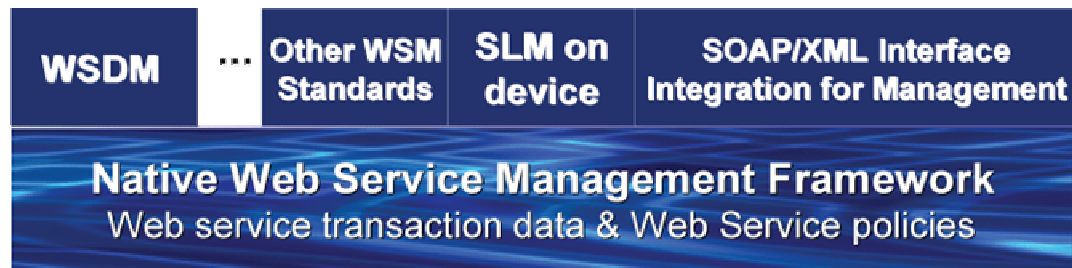 WSDM
...
Other WSM
Standards
SLM on
device
SOAP/XML Interface
Integration for Management
Native Web Service Management Framework
Web service transaction data & Web Service policies